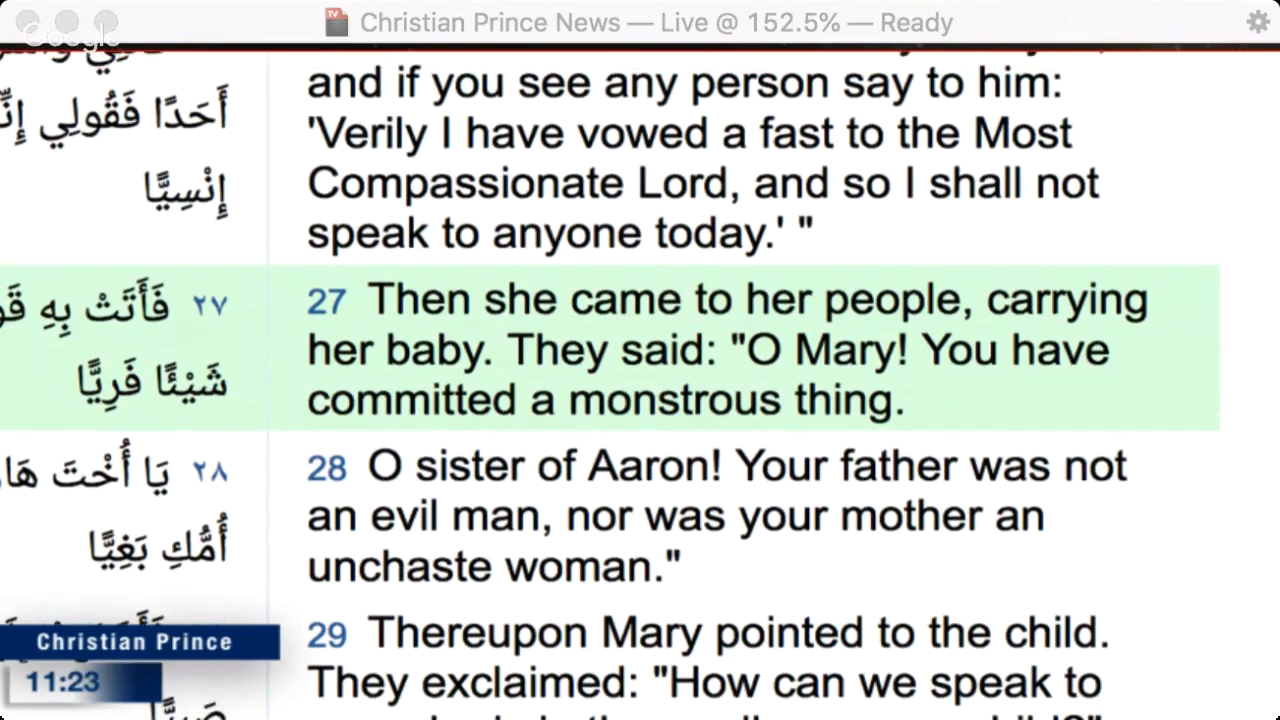 Christian Prince News — Live @ 152.5% — Ready
Google
and if you see any person say to him:
'Verily I have vowed a fast to the Most
Compassionate Lord, and so I shall not
speak to anyone today.' "
أَحَدًا فَقُولِي
إِنْسِيًّا
27 Then she came to her people, carrying
her baby. They said: "O Mary! You have
committed a monstrous thing.
٢٧ فَأَتَتْ بِهِ
شَيْئًا فَرِيًّا
28 O sister of Aaron! Your father was not
an evil man, nor was your mother an
unchaste woman."
٢٨ يَا أُخْتَ
أُمُّكِ بَغِيًّا
29 Thereupon Mary pointed to the child.
They exclaimed: "How can we speak to
Christian Prince
11:23